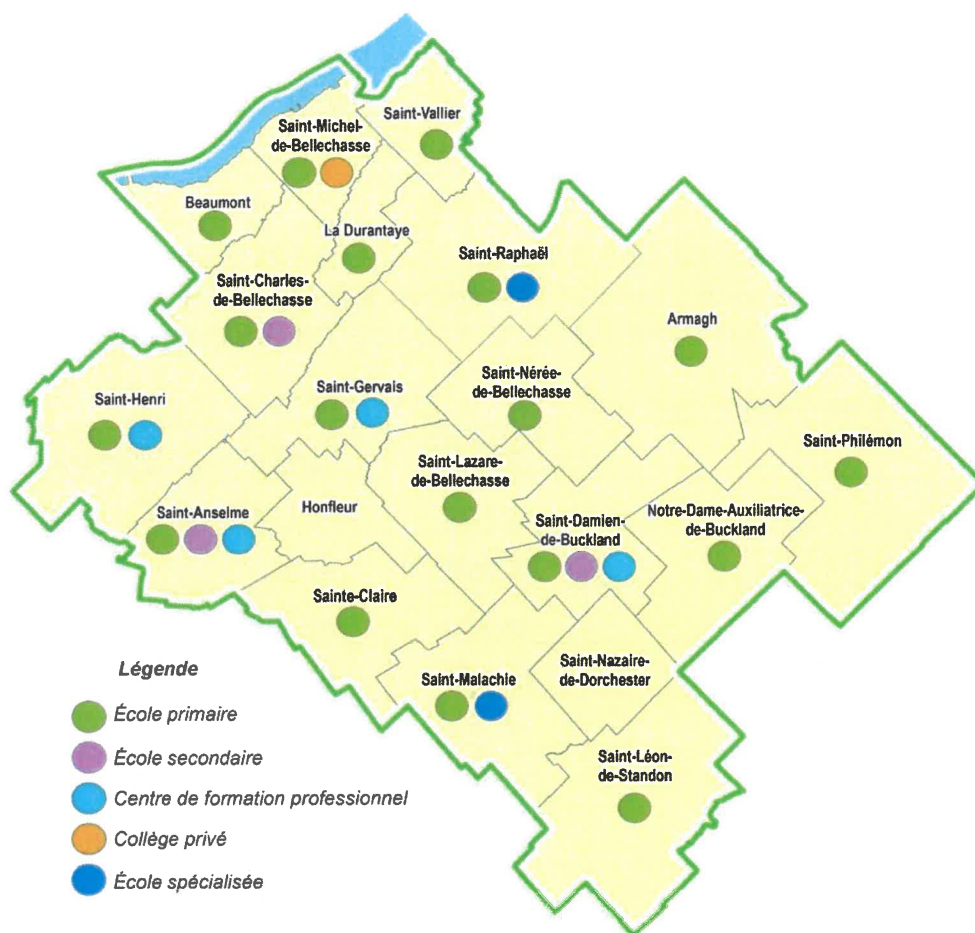 Saint-Vallier
Saint-Michel-
de-Bellechasse
Beaumont
La Durantaye
Saint-Raphaël
Saint-Charles-
de-Bellechasse
Armagh
Saint-Nérée-
de-Bellechasse
Saint-Gervais
Saint-Henri
Saint-Philémon
Saint-Lazare-
de-Bellechasse
Honfleur
Saint-Anselme
Saint-Damien-
de-Buckland
Notre-Dame-Auxiliatrice-
de-Buckland
Sainte-Claire
Saint-Nazaire-
de-Dorchester
Saint-Malachie
Saint-Léon-
de-Standon
Légende
École primaire
École secondaire
Centre de formation professionnel
Collège privé
École spécialisée